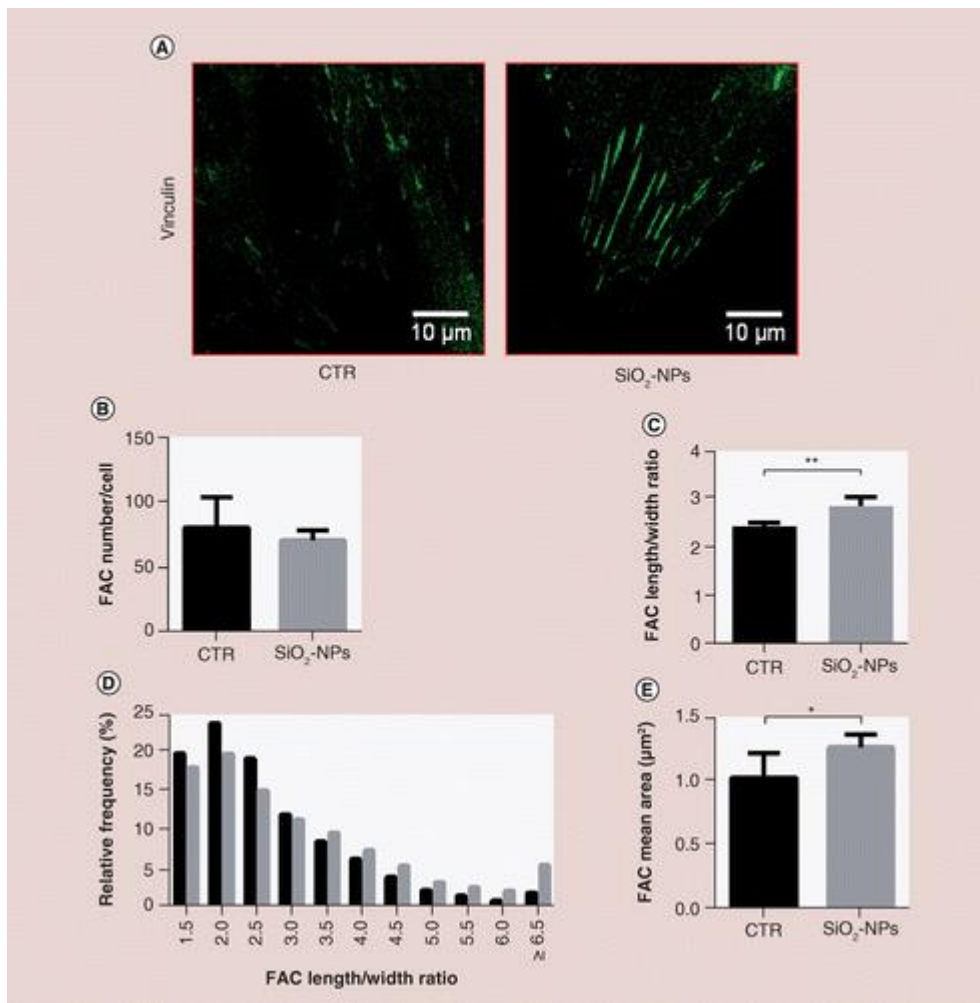 A
Vinculin
10 µm
10 µm
CTR
SiO₂-NPs
B
FAC number/cell
150
100
50
0
CTR
SiO₂-NPs
C
FAC length/width ratio
**
4
3
2
1
0
CTR
SiO₂-NPs
D
Relative frequency (%)
25
20
15
10
5
0
1.5
2.0
2.5
3.0
3.5
4.0
4.5
5.0
5.5
6.0
≥ 6.5
FAC length/width ratio
E
FAC mean area (µm²)
*
1.5
1.0
0.5
0.0
CTR
SiO₂-NPs